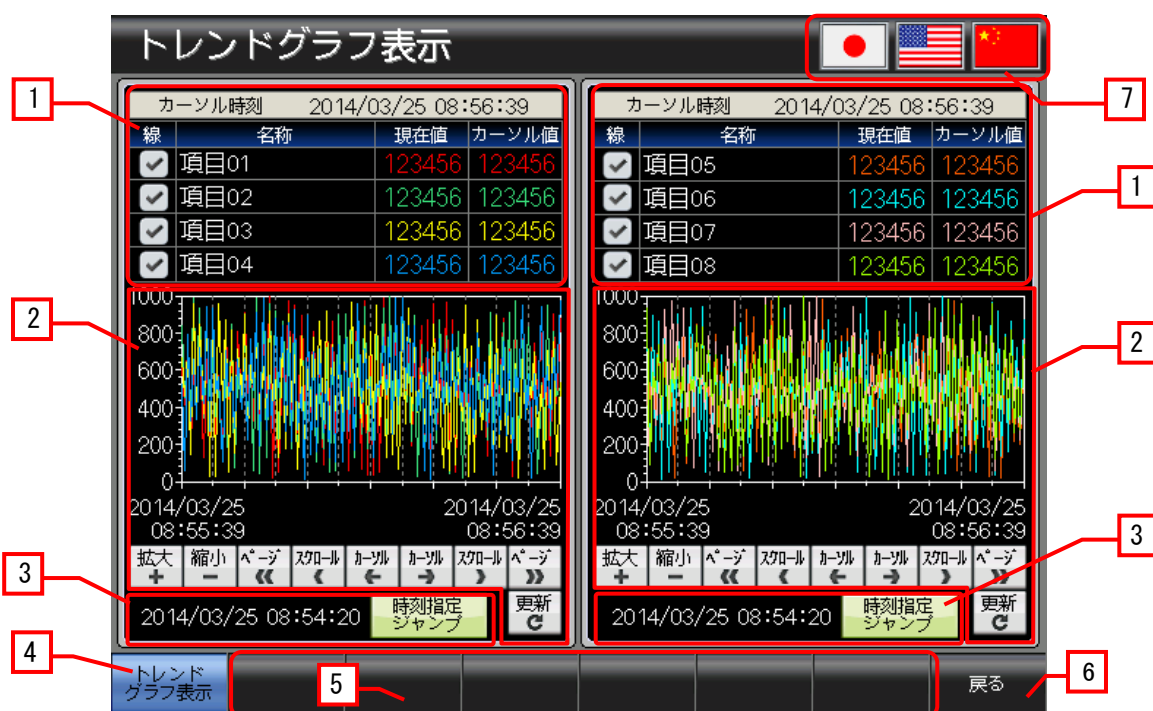 トレンドグラフ表示
7
1
カーソル時刻 2014/03/25 08:56:39
線 名称 現在値 カーソル値
項目01 123456 123456
項目02 123456 123456
項目03 123456 123456
項目04 123456 123456
カーソル時刻 2014/03/25 08:56:39
線 名称 現在値 カーソル値
項目05 123456 123456
項目06 123456 123456
項目07 123456 123456
項目08 123456 123456
1
2
1000
800
600
400
200
0
2014/03/25
08:55:39
2014/03/25
08:56:39
拡大 縮小 ページ スクロール カーソル カーソル スクロール ページ
+ − 《 ❮ ← → ❯ 》
1000
800
600
400
200
0
2014/03/25
08:55:39
2014/03/25
08:56:39
拡大 縮小 ページ スクロール カーソル カーソル スクロール ページ
+ − 《 ❮ ← → ❯ 》
2
3
2014/03/25 08:54:20
時刻指定
ジャンプ
更新
2014/03/25 08:54:20
時刻指定
ジャンプ
更新
3
4
トレンド
グラフ表示
5
戻る
6